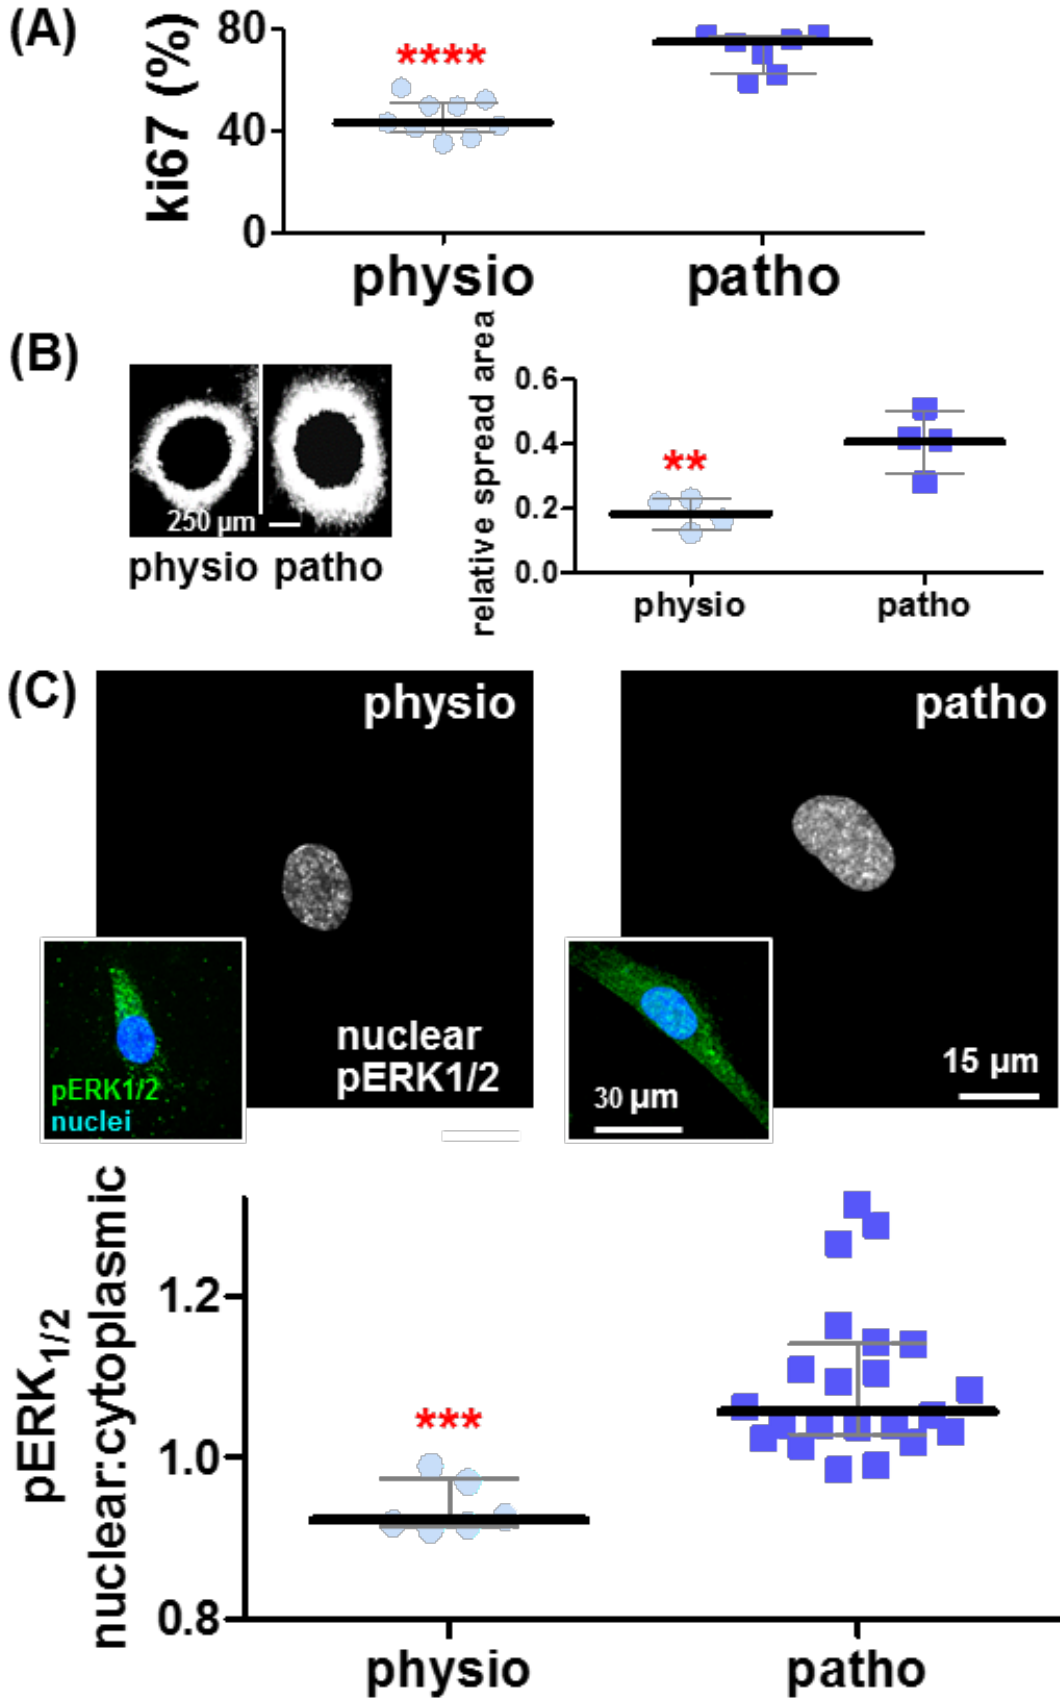 (A)
ki67 (%)
80
40
0
****
physio
patho
(B)
250 µm
physio
patho
relative spread area
0.6
0.4
0.2
0.0
**
physio
patho
(C)
physio
patho
nuclear
pERK1/2
pERK1/2
nuclei
30 µm
15 µm
pERK1/2
nuclear:cytoplasmic
1.2
1.0
0.8
***
physio
patho